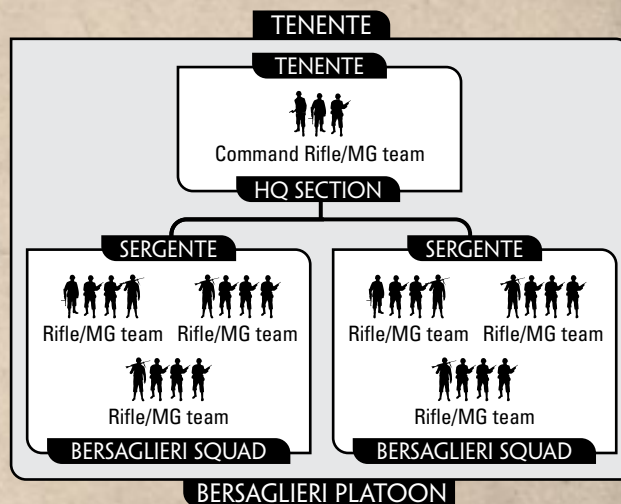 TENENTE
TENENTE
Command Rifle/MG team
HQ SECTION
SERGENTE
Rifle/MG team Rifle/MG team
Rifle/MG team
BERSAGLIERI SQUAD
SERGENTE
Rifle/MG team Rifle/MG team
Rifle/MG team
BERSAGLIERI SQUAD
BERSAGLIERI PLATOON